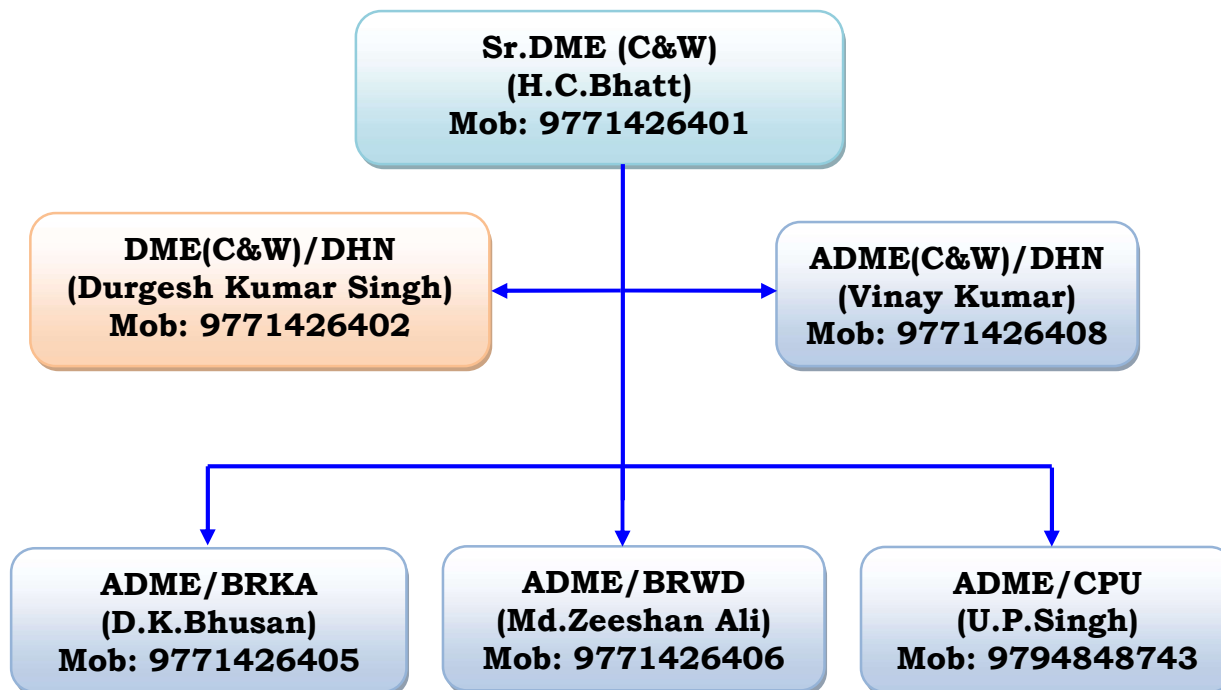 Sr.DME (C&W)
(H.C.Bhatt)
Mob: 9771426401
DME(C&W)/DHN
(Durgesh Kumar Singh)
Mob: 9771426402
ADME(C&W)/DHN
(Vinay Kumar)
Mob: 9771426408
ADME/BRKA
(D.K.Bhusan)
Mob: 9771426405
ADME/BRWD
(Md.Zeeshan Ali)
Mob: 9771426406
ADME/CPU
(U.P.Singh)
Mob: 9794848743